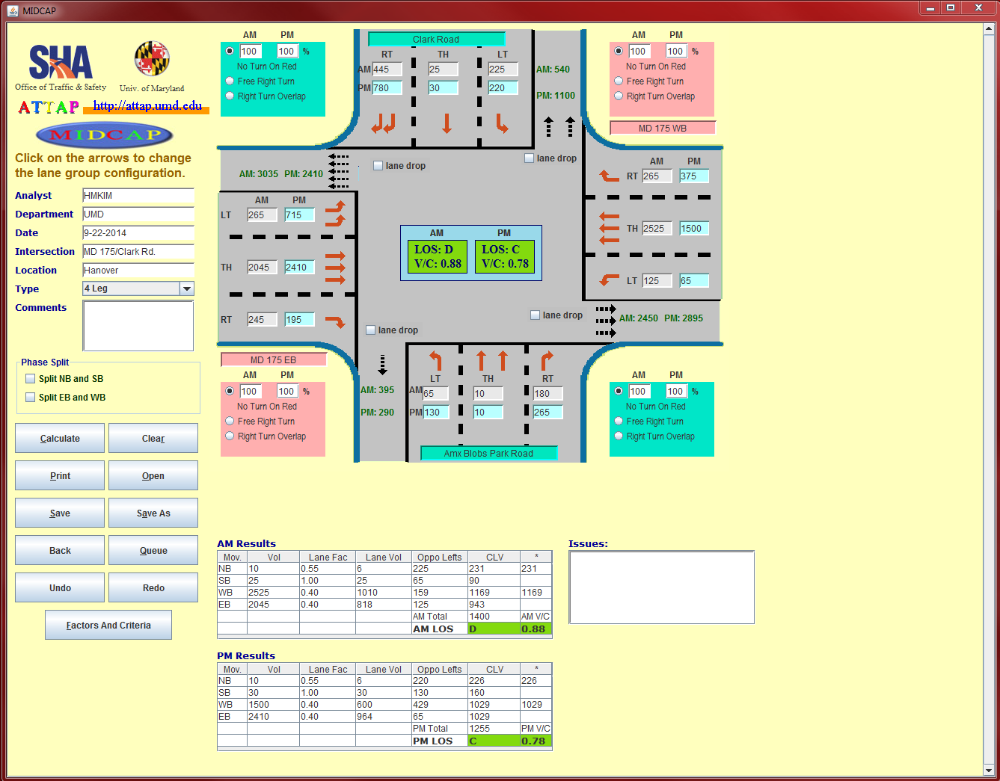 MIDCAP
SHA
Office of Traffic & Safety
Univ. of Maryland
ATTAP http://attap.umd.edu
MIDCAP
Click on the arrows to change
the lane group configuration.
Analyst HMKIM
Department UMD
Date 9-22-2014
Intersection MD 175/Clark Rd.
Location Hanover
Type 4 Leg
Comments
Phase Split
Split NB and SB
Split EB and WB
Calculate Clear
Print Open
Save Save As
Back Queue
Undo Redo
Factors And Criteria
AM PM
100 100 %
No Turn On Red
Free Right Turn
Right Turn Overlap
Clark Road
RT TH LT
AM 445 25 225
PM 780 30 220
AM: 540
PM: 1100
AM PM
100 100 %
No Turn On Red
Free Right Turn
Right Turn Overlap
MD 175 WB
lane drop
lane drop
AM: 3035 PM: 2410
AM PM
LT 265 715
TH 2045 2410
RT 245 195
AM PM
LOS: D LOS: C
V/C: 0.88 V/C: 0.78
AM PM
RT 265 375
TH 2525 1500
LT 125 65
lane drop
lane drop
AM: 2450 PM: 2895
MD 175 EB
AM PM
100 100 %
No Turn On Red
Free Right Turn
Right Turn Overlap
AM: 395
PM: 290
LT TH RT
AM 65 10 180
PM 130 10 265
Amx Blobs Park Road
AM PM
100 100 %
No Turn On Red
Free Right Turn
Right Turn Overlap
AM Results
Mov. Vol Lane Fac Lane Vol Oppo Lefts CLV *
NB 10 0.55 6 225 231 231
SB 25 1.00 25 65 90
WB 2525 0.40 1010 159 1169 1169
EB 2045 0.40 818 125 943
AM Total 1400 AM V/C
AM LOS D 0.88
Issues:
PM Results
Mov. Vol Lane Fac Lane Vol Oppo Lefts CLV *
NB 10 0.55 6 220 226 226
SB 30 1.00 30 130 160
WB 1500 0.40 600 429 1029 1029
EB 2410 0.40 964 65 1029
PM Total 1255 PM V/C
PM LOS C 0.78